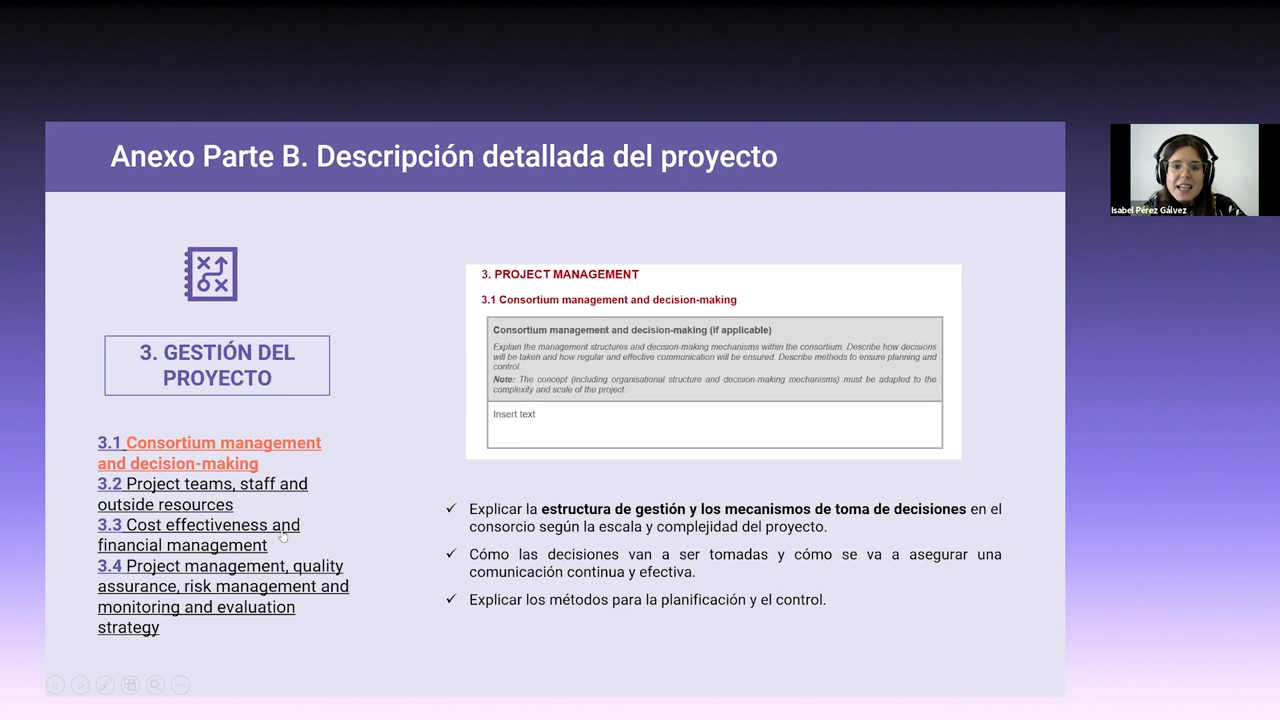 Anexo Parte B. Descripción detallada del proyecto
Isabel Pérez Gálvez
3. GESTIÓN DEL
PROYECTO
3.1 Consortium management
and decision-making
3.2 Project teams, staff and
outside resources
3.3 Cost effectiveness and
financial management
3.4 Project management, quality
assurance, risk management and
monitoring and evaluation
strategy
3. PROJECT MANAGEMENT
3.1 Consortium management and decision-making
Consortium management and decision-making (if applicable)
Explain the management structures and decision-making mechanisms within the consortium. Describe how decisions
will be taken and how regular and effective communication will be ensured. Describe methods to ensure planning and
control.
Note: The concept (including organisational structure and decision-making mechanisms) must be adapted to the
complexity and scale of the project.
Insert text
✓ Explicar la estructura de gestión y los mecanismos de toma de decisiones en el
consorcio según la escala y complejidad del proyecto.
✓ Cómo las decisiones van a ser tomadas y cómo se va a asegurar una
comunicación continua y efectiva.
✓ Explicar los métodos para la planificación y el control.